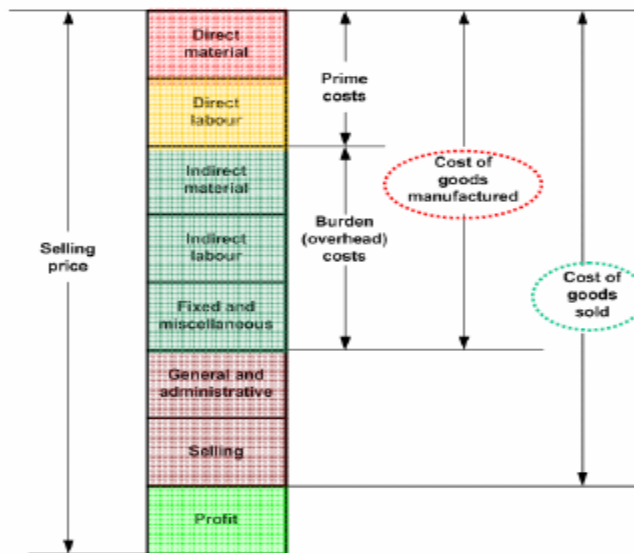 Direct
material
Direct
labour
Indirect
material
Indirect
labour
Fixed and
miscellaneous
General and
administrative
Selling
Profit
Selling
price
Prime
costs
Burden
(overhead)
costs
Cost of
goods
manufactured
Cost of
goods
sold